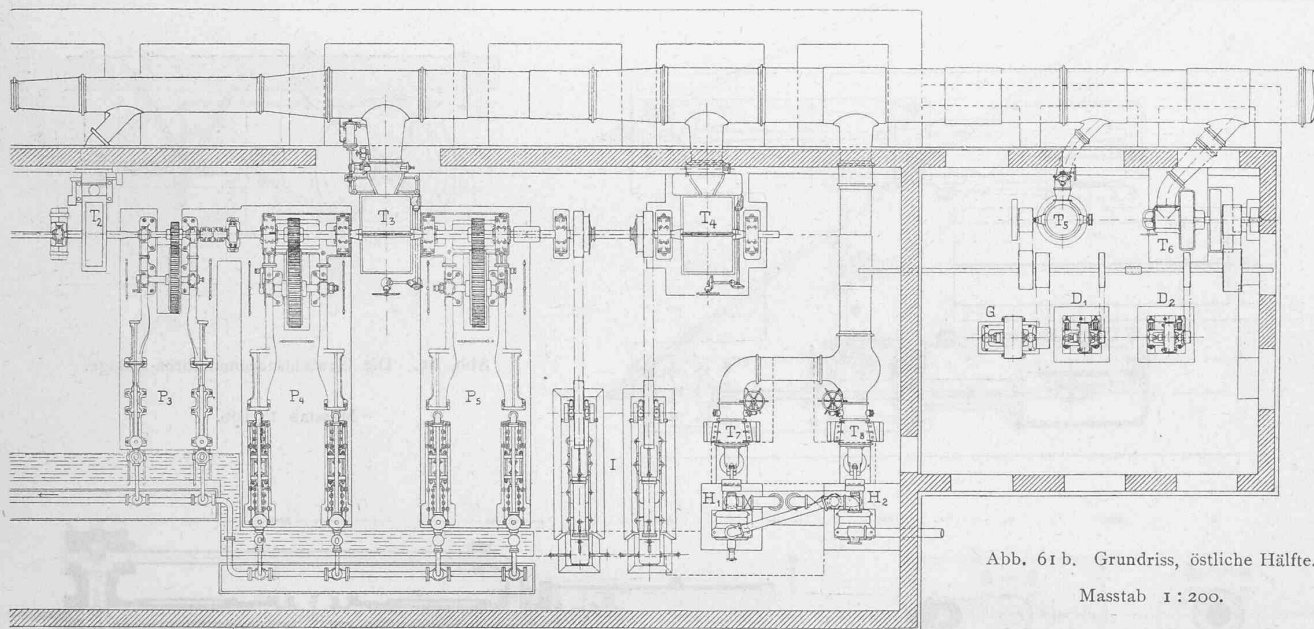 T2
T3
T4
T5
T6
G
D1
D2
P3
P4
P5
I
T7
T8
H1
H2
Abb. 61 b. Grundriss, östliche Hälfte.
Masstab 1 : 200.